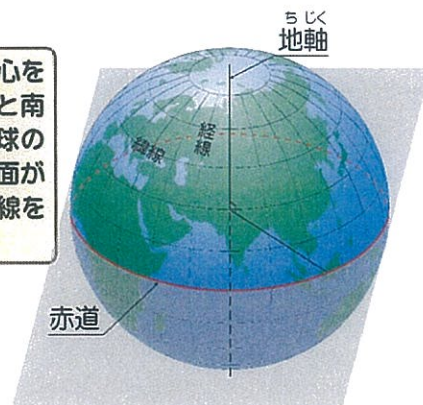 心を
と南
球の
面が
線を
ちじく
地軸
緯線
経線
赤道